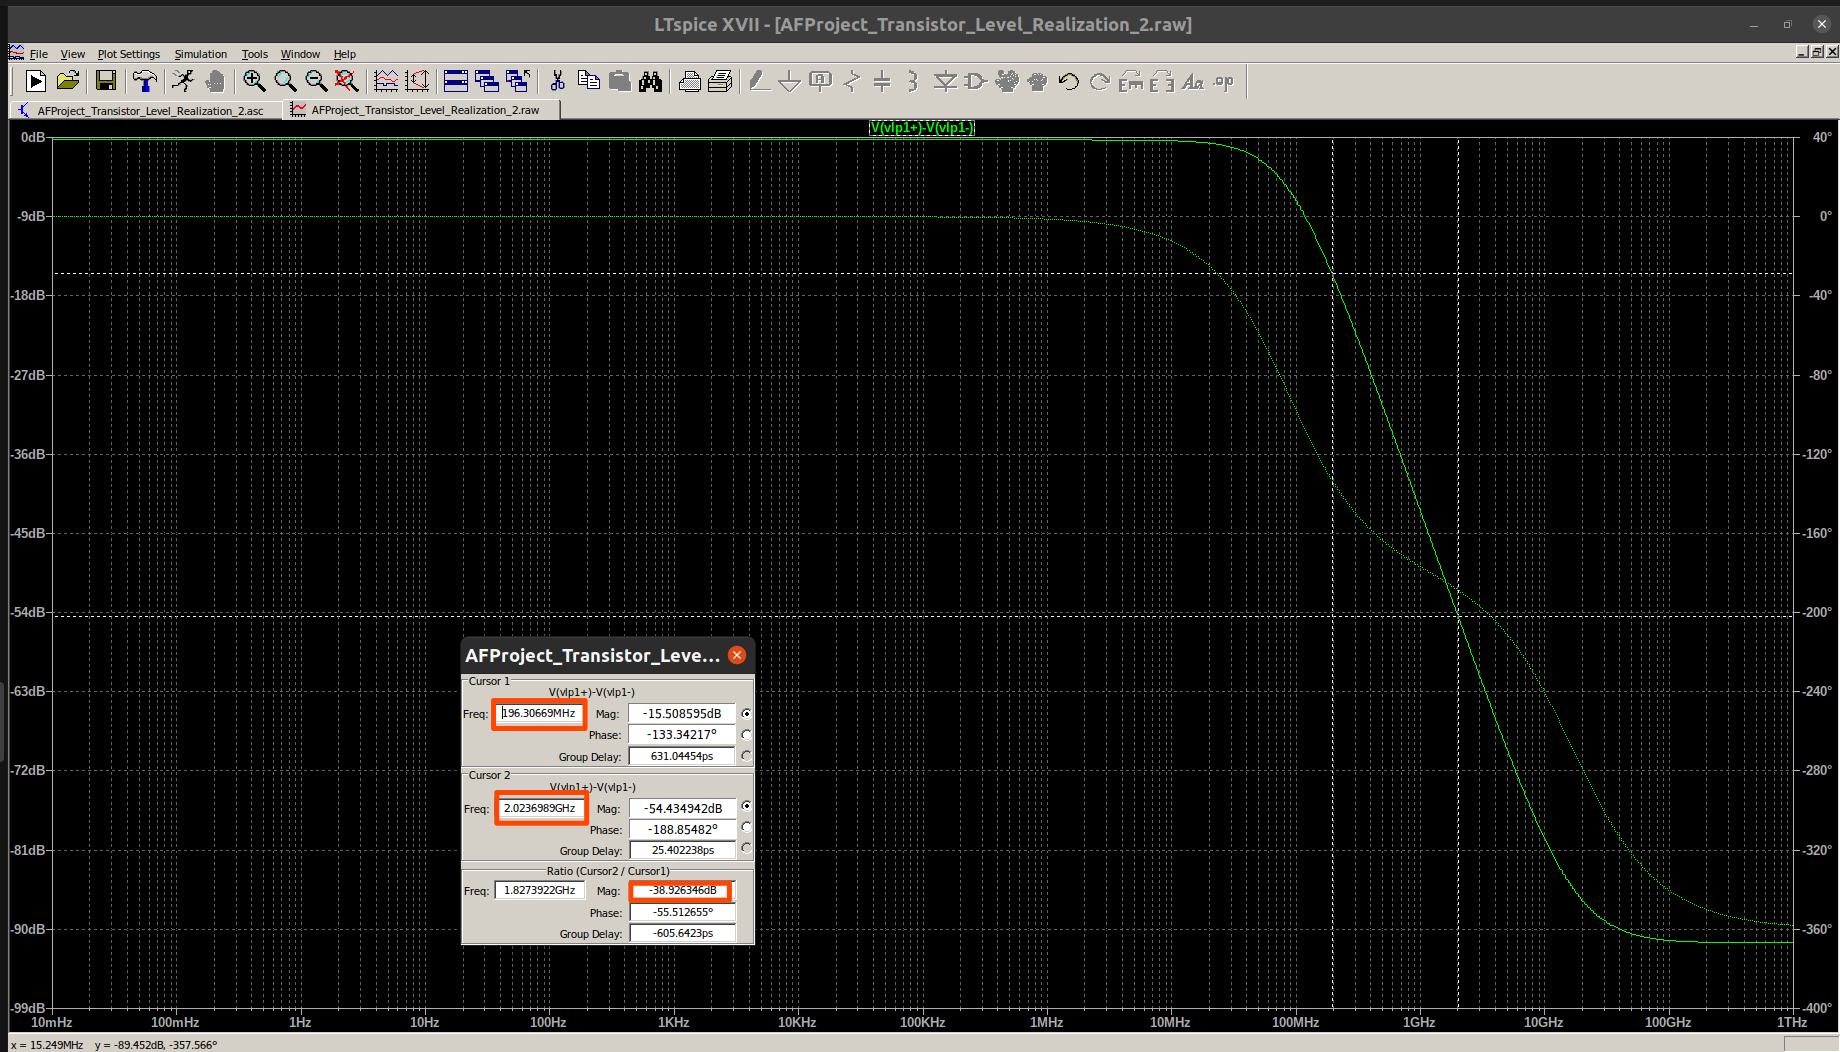 LTspice XVII - [AFProject_Transistor_Level_Realization_2.raw]
File View Plot Settings Simulation Tools Window Help
AFProject_Transistor_Level_Realization_2.asc AFProject_Transistor_Level_Realization_2.raw
V(vlp1+)-V(vlp1-)
0dB 40°
-9dB 0°
-18dB -40°
-27dB -80°
-36dB -120°
-45dB -160°
-54dB -200°
-63dB -240°
-72dB -280°
-81dB -320°
-90dB -360°
-99dB -400°
10mHz 100mHz 1Hz 10Hz 100Hz 1KHz 10KHz 100KHz 1MHz 10MHz 100MHz 1GHz 10GHz 100GHz 1THz
AFProject_Transistor_Leve...
Cursor 1
V(vlp1+)-V(vlp1-)
Freq: 196.30669MHz Mag: -15.508595dB
Phase: -133.34217°
Group Delay: 631.04454ps
Cursor 2
V(vlp1+)-V(vlp1-)
Freq: 2.0236989GHz Mag: -54.434942dB
Phase: -188.85482°
Group Delay: 25.402238ps
Ratio (Cursor2 / Cursor1)
Freq: 1.8273922GHz Mag: -38.926346dB
Phase: -55.512655°
Group Delay: -605.6423ps
x = 15.249MHz y = -89.452dB, -357.566°